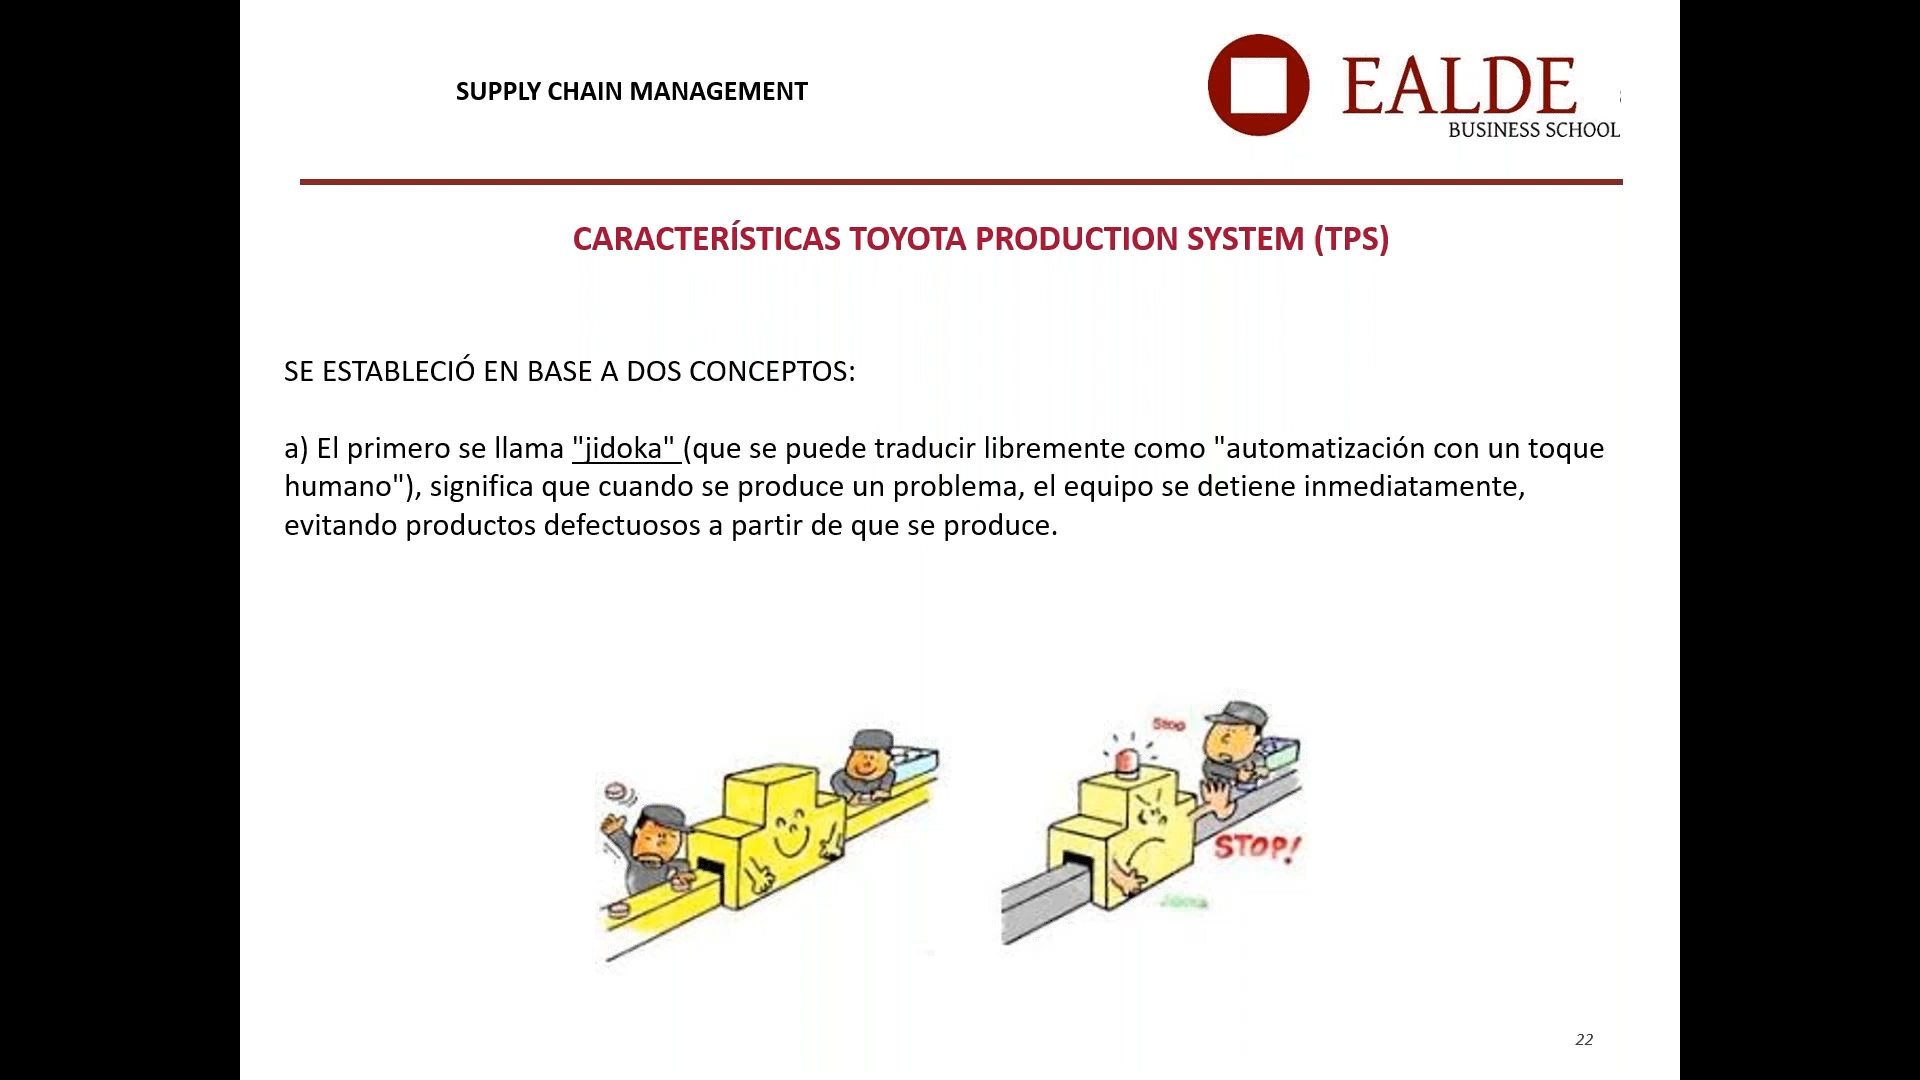 SUPPLY CHAIN MANAGEMENT
EALDE
BUSINESS SCHOOL
CARACTERÍSTICAS TOYOTA PRODUCTION SYSTEM (TPS)
SE ESTABLECIÓ EN BASE A DOS CONCEPTOS:
a) El primero se llama "jidoka" (que se puede traducir libremente como "automatización con un toque
humano"), significa que cuando se produce un problema, el equipo se detiene inmediatamente,
evitando productos defectuosos a partir de que se produce.
Stop
STOP!
22